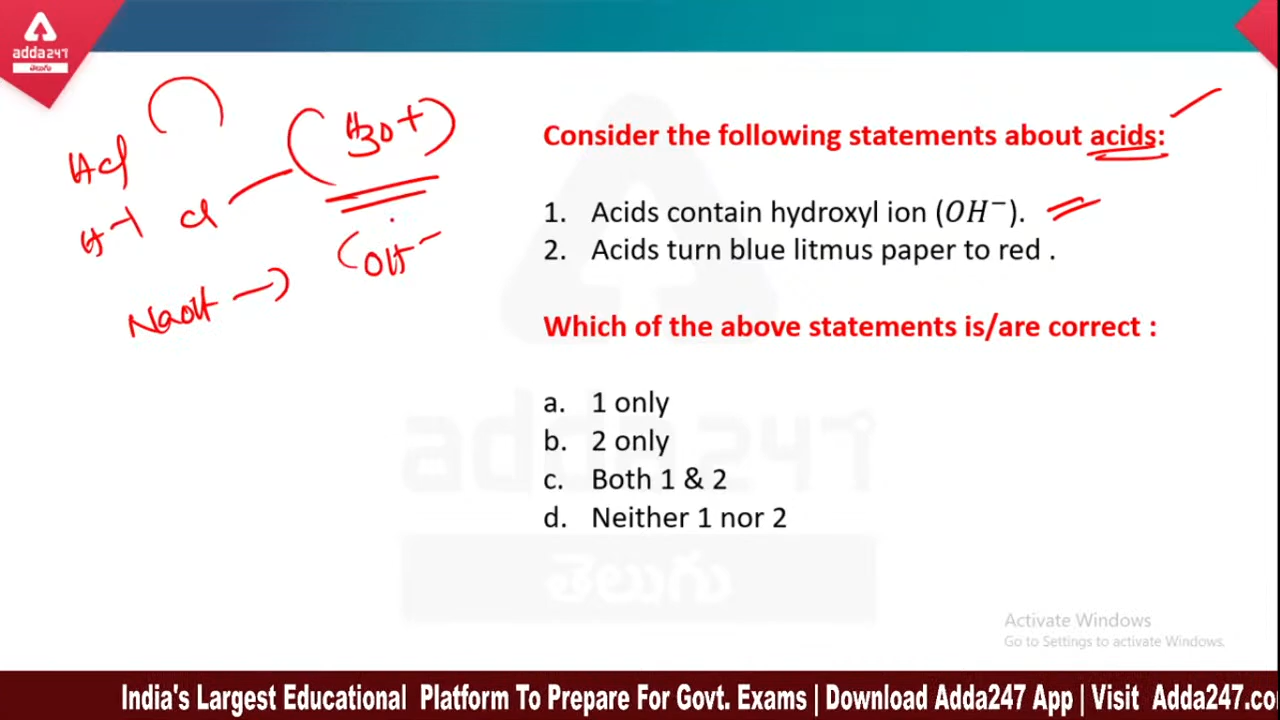 adda247
తెలుగు
HCl
H+ Cl
(H3O+)
(OH-
NaOH →
Consider the following statements about acids:
1. Acids contain hydroxyl ion (𝑂𝐻⁻).
2. Acids turn blue litmus paper to red .
Which of the above statements is/are correct :
a. 1 only
b. 2 only
c. Both 1 & 2
d. Neither 1 nor 2
adda247
తెలుగు
Activate Windows
Go to Settings to activate Windows.
India's Largest Educational Platform To Prepare For Govt. Exams | Download Adda247 App | Visit Adda247.co